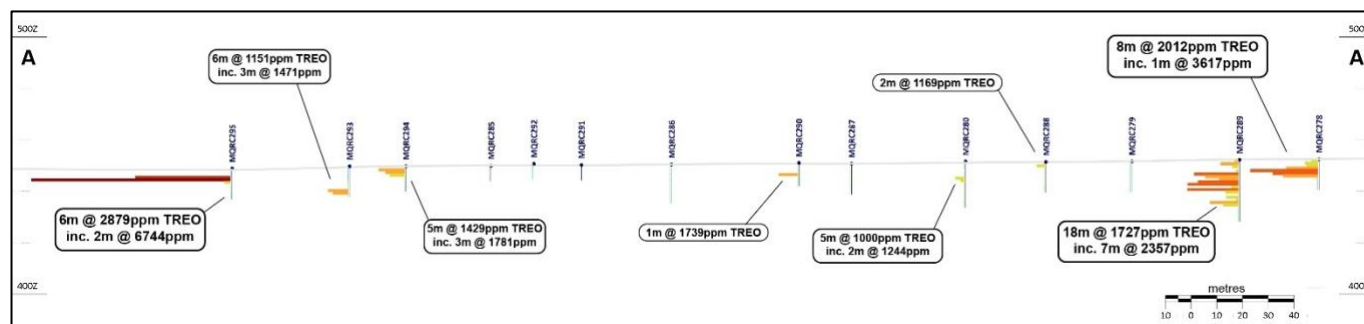 500Z
500
A
A
6m @ 1151ppm TREO
inc. 3m @ 1471ppm
8m @ 2012ppm TREO
inc. 1m @ 3617ppm
2m @ 1169ppm TREO
MQRC295
MQRC293
MQRC294
MQRC285
MQRC292
MQRC291
MQRC286
MQRC290
MQRC287
MQRC280
MQRC288
MQRC279
MQRC289
MQRC278
6m @ 2879ppm TREO
inc. 2m @ 6744ppm
5m @ 1429ppm TREO
inc. 3m @ 1781ppm
1m @ 1739ppm TREO
5m @ 1000ppm TREO
inc. 2m @ 1244ppm
18m @ 1727ppm TREO
inc. 7m @ 2357ppm
metres
10 0 10 20 30 40
400Z
400